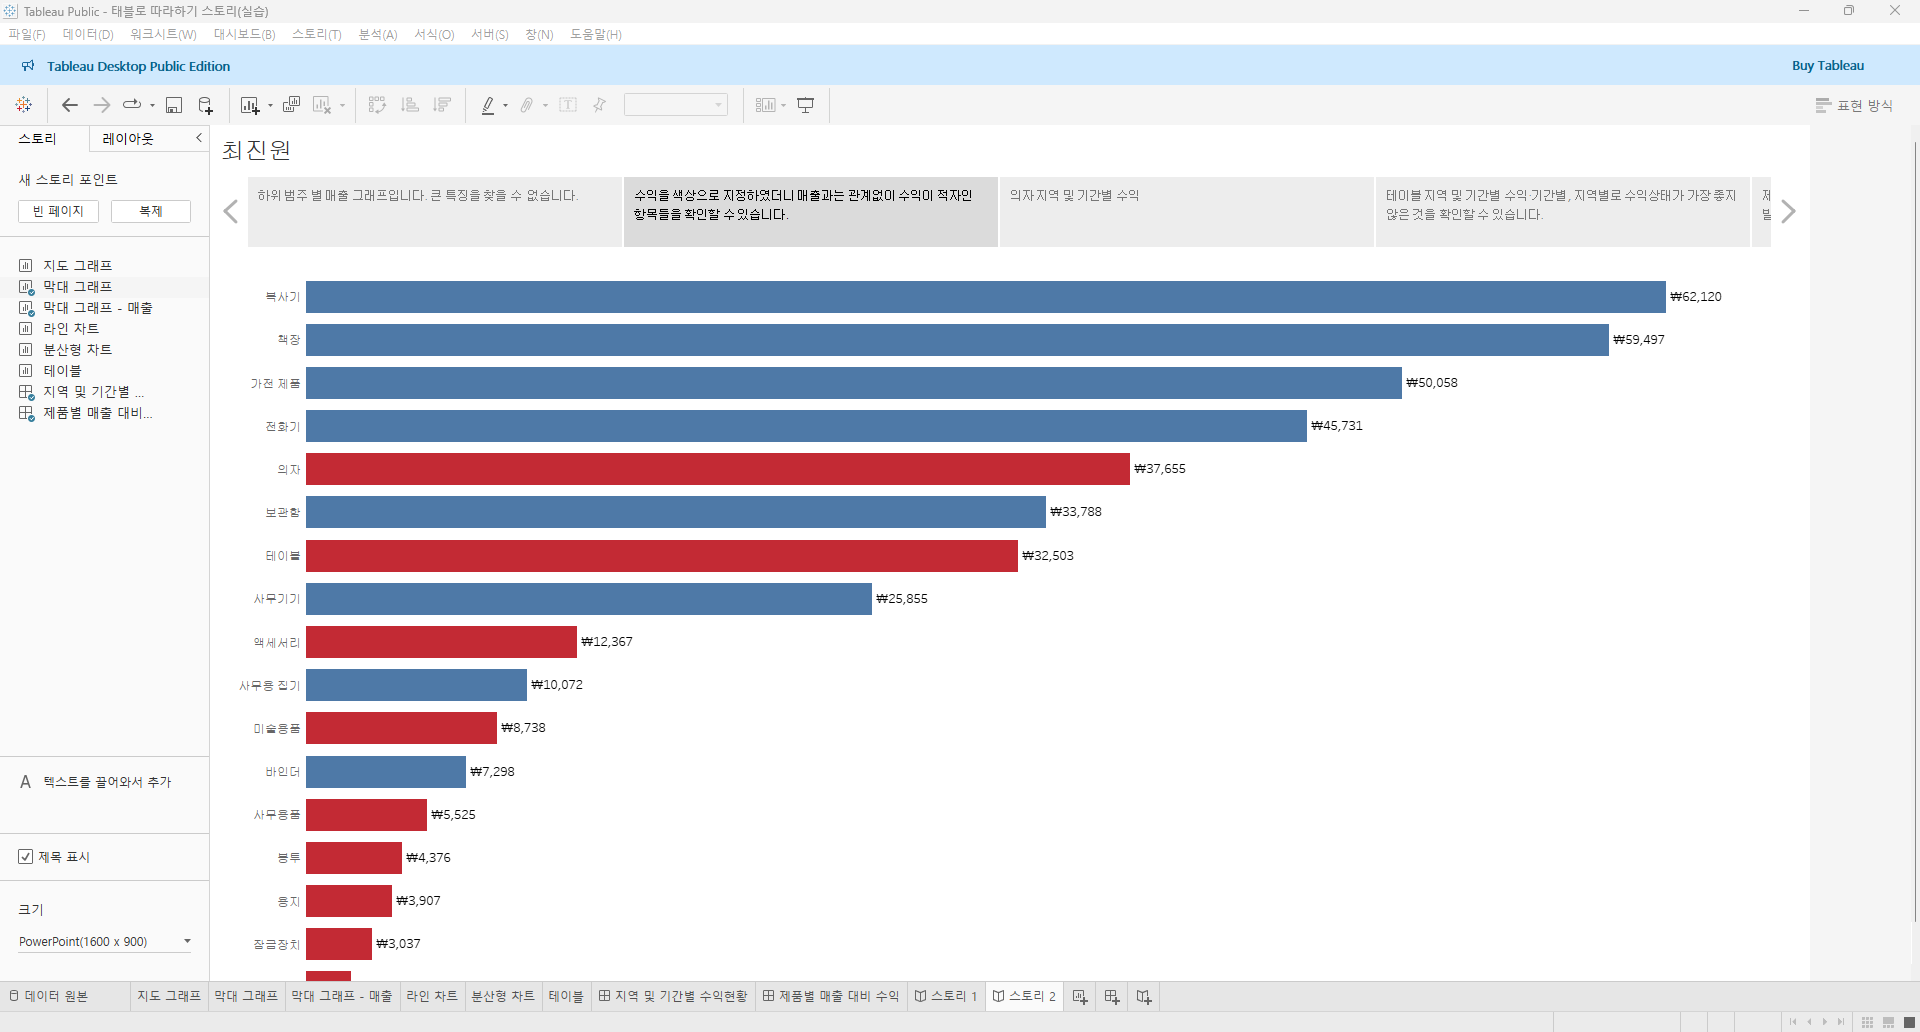 Tableau Public - 태블로 따라하기 스토리(실습)
파일(F) 데이터(D) 워크시트(W) 대시보드(B) 스토리(T) 분석(A) 서식(O) 서버(S) 창(N) 도움말(H)
Tableau Desktop Public Edition
Buy Tableau
표현 방식
스토리
레이아웃
새 스토리 포인트
빈 페이지
복제
지도 그래프
막대 그래프
막대 그래프 - 매출
라인 차트
분산형 차트
테이블
지역 및 기간별 ...
제품별 매출 대비...
A 텍스트를 끌어와서 추가
제목 표시
크기
PowerPoint(1600 x 900)
최진원
하위 범주 별 매출 그래프입니다. 큰 특징을 찾을 수 없습니다.
수익을 색상으로 지정하였더니 매출과는 관계없이 수익이 적자인
항목들을 확인할 수 있습니다.
의자 지역 및 기간별 수익
테이블 지역 및 기간별 수익 기간별, 지역별로 수익상태가 가장 좋지
않은 것을 확인할 수 있습니다.
복사기 ₩62,120
책장 ₩59,497
가전 제품 ₩50,058
전화기 ₩45,731
의자 ₩37,655
보관함 ₩33,788
테이블 ₩32,503
사무기기 ₩25,855
액세서리 ₩12,367
사무용 집기 ₩10,072
미술용품 ₩8,738
바인더 ₩7,298
사무용품 ₩5,525
봉투 ₩4,376
용지 ₩3,907
잠금장치 ₩3,037
데이터 원본 지도 그래프 막대 그래프 막대 그래프 - 매출 라인 차트 분산형 차트 테이블 지역 및 기간별 수익현황 제품별 매출 대비 수익 스토리 1 스토리 2